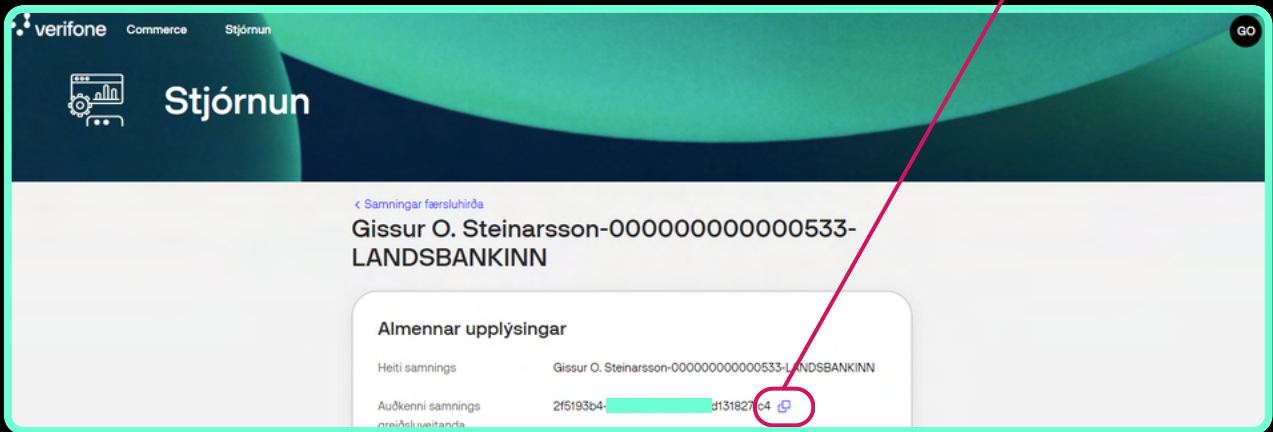 verifone Commerce Stjórnun GO
Stjórnun
< Samningar færsluhirða
Gissur O. Steinarsson-000000000000533-
LANDSBANKINN
Almennar upplýsingar
Heiti samnings Gissur O. Steinarsson-000000000000533-LANDSBANKINN
Auðkenni samnings 2f5193b4- d131827 c4
greiðsluveitanda